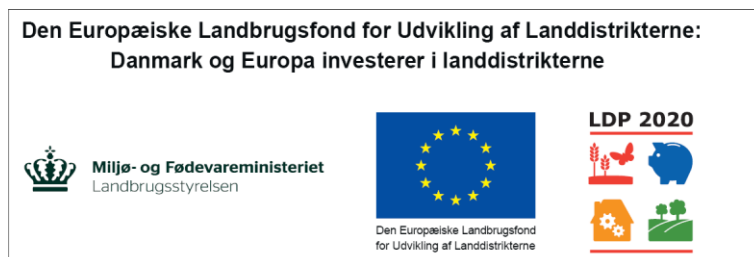 Den Europæiske Landbrugsfond for Udvikling af Landdistrikterne:
Danmark og Europa investerer i landdistrikterne
LDP 2020
Miljø- og Fødevareministeriet
Landbrugsstyrelsen
Den Europæiske Landbrugsfond
for Udvikling af Landdistrikterne